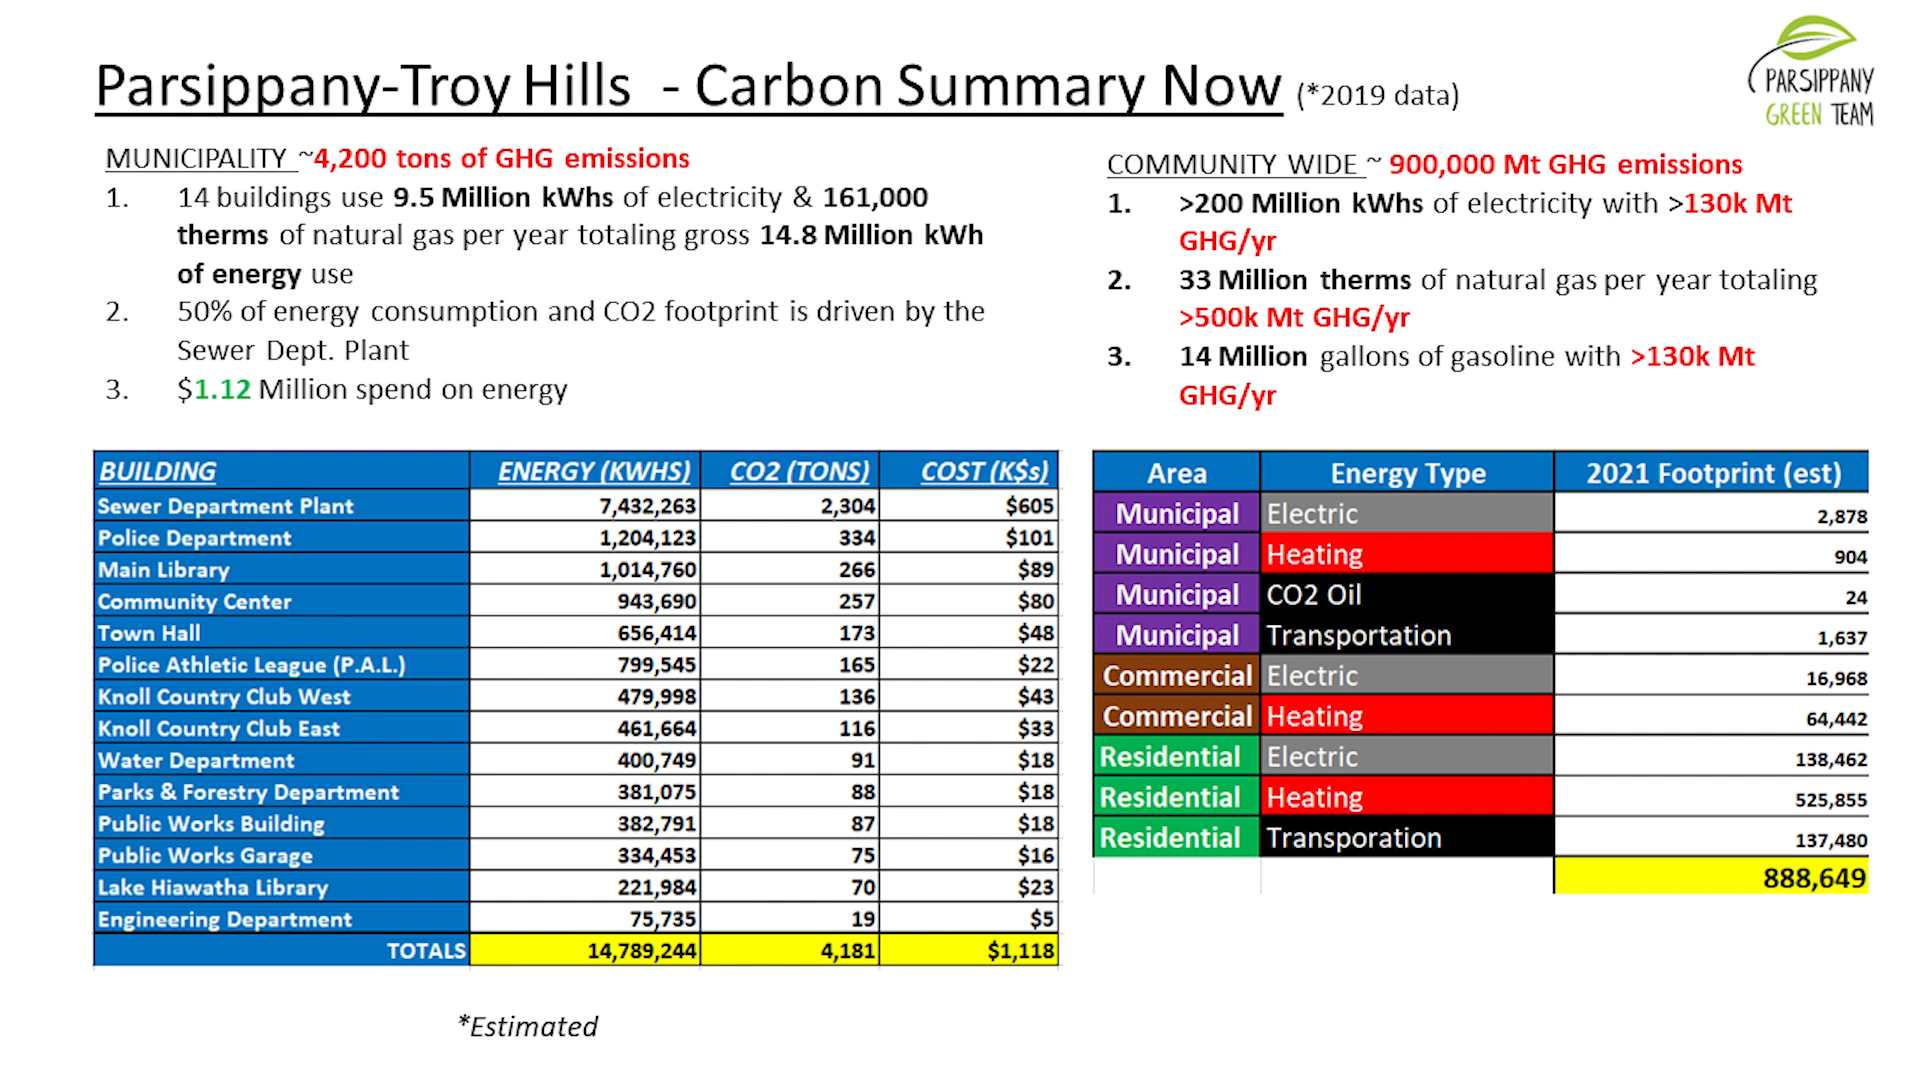 Parsippany-Troy Hills - Carbon Summary Now (*2019 data)
PARSIPPANY
GREEN TEAM
MUNICIPALITY ~4,200 tons of GHG emissions
1. 14 buildings use 9.5 Million kWhs of electricity & 161,000
therms of natural gas per year totaling gross 14.8 Million kWh
of energy use
2. 50% of energy consumption and CO2 footprint is driven by the
Sewer Dept. Plant
3. $1.12 Million spend on energy
COMMUNITY WIDE ~ 900,000 Mt GHG emissions
1. >200 Million kWhs of electricity with >130k Mt
GHG/yr
2. 33 Million therms of natural gas per year totaling
>500k Mt GHG/yr
3. 14 Million gallons of gasoline with >130k Mt
GHG/yr
BUILDING ENERGY (KWHS) CO2 (TONS) COST (K$s)
Sewer Department Plant 7,432,263 2,304 $605
Police Department 1,204,123 334 $101
Main Library 1,014,760 266 $89
Community Center 943,690 257 $80
Town Hall 656,414 173 $48
Police Athletic League (P.A.L.) 799,545 165 $22
Knoll Country Club West 479,998 136 $43
Knoll Country Club East 461,664 116 $33
Water Department 400,749 91 $18
Parks & Forestry Department 381,075 88 $18
Public Works Building 382,791 87 $18
Public Works Garage 334,453 75 $16
Lake Hiawatha Library 221,984 70 $23
Engineering Department 75,735 19 $5
TOTALS 14,789,244 4,181 $1,118
Area Energy Type 2021 Footprint (est)
Municipal Electric 2,878
Municipal Heating 904
Municipal CO2 Oil 24
Municipal Transportation 1,637
Commercial Electric 16,968
Commercial Heating 64,442
Residential Electric 138,462
Residential Heating 525,855
Residential Transporation 137,480
888,649
*Estimated